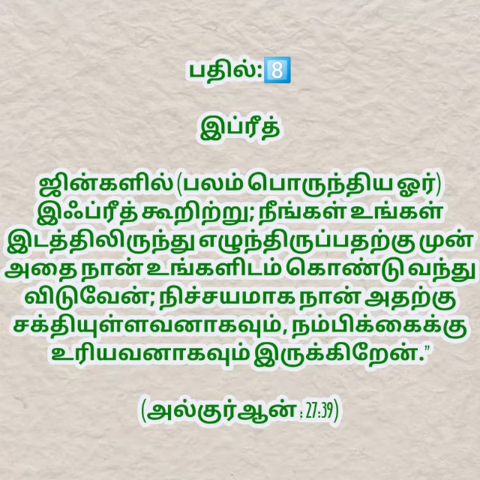 பதில்:8️⃣
இப்ரீத்
ஜின்களில் (பலம் பொருந்திய ஓர்)
இஃப்ரீத் கூறிற்று; நீங்கள் உங்கள்
இடத்திலிருந்து எழுந்திருப்பதற்கு முன்
அதை நான் உங்களிடம் கொண்டு வந்து
விடுவேன்; நிச்சயமாக நான் அதற்கு
சக்தியுள்ளவனாகவும், நம்பிக்கைக்கு
உரியவனாகவும் இருக்கிறேன்.”
(அல்குர்ஆன் : 27:39)